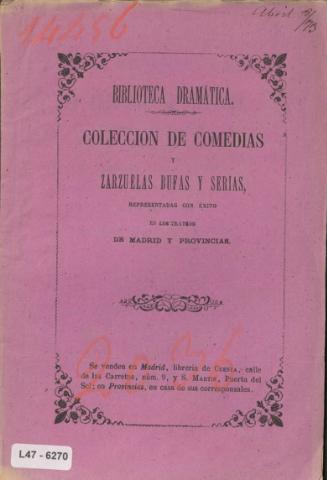 14456
Abril
BIBLIOTECA DRAMÁTICA.
COLECCION DE COMEDIAS
Y
ZARZUELAS BUFAS Y SERIAS,
REPRESENTADAS CON ÉXITO
EN LOS TEATROS
DE MADRID Y PROVINCIAS.
Se venden en Madrid, librería de CUESTA, calle
de las Carretas, núm. 9, y S. MARTIN, Puerta del
Sol; en Provincias, en casa de sus corresponsales.
L47 - 6270